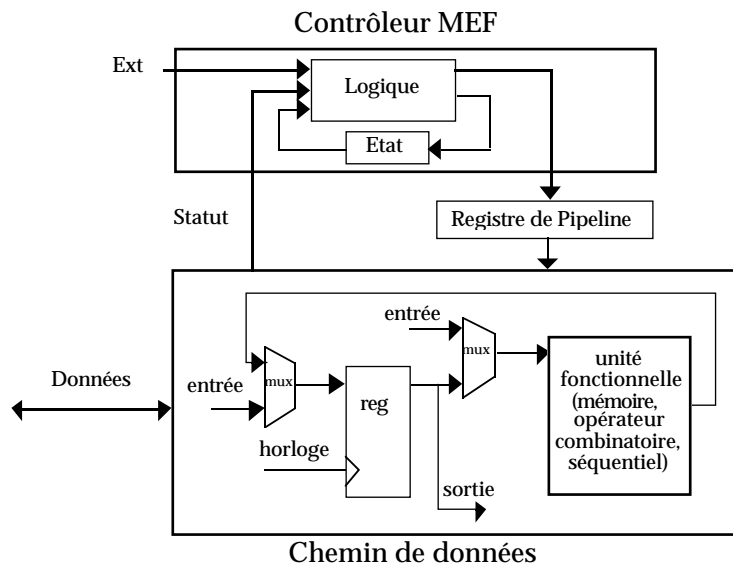 Contrôleur MEF
Ext
Logique
Etat
Statut
Registre de Pipeline
entrée
mux
unité
fonctionnelle
(mémoire,
opérateur
combinatoire,
séquentiel)
Données
entrée
mux
reg
horloge
sortie
Chemin de données